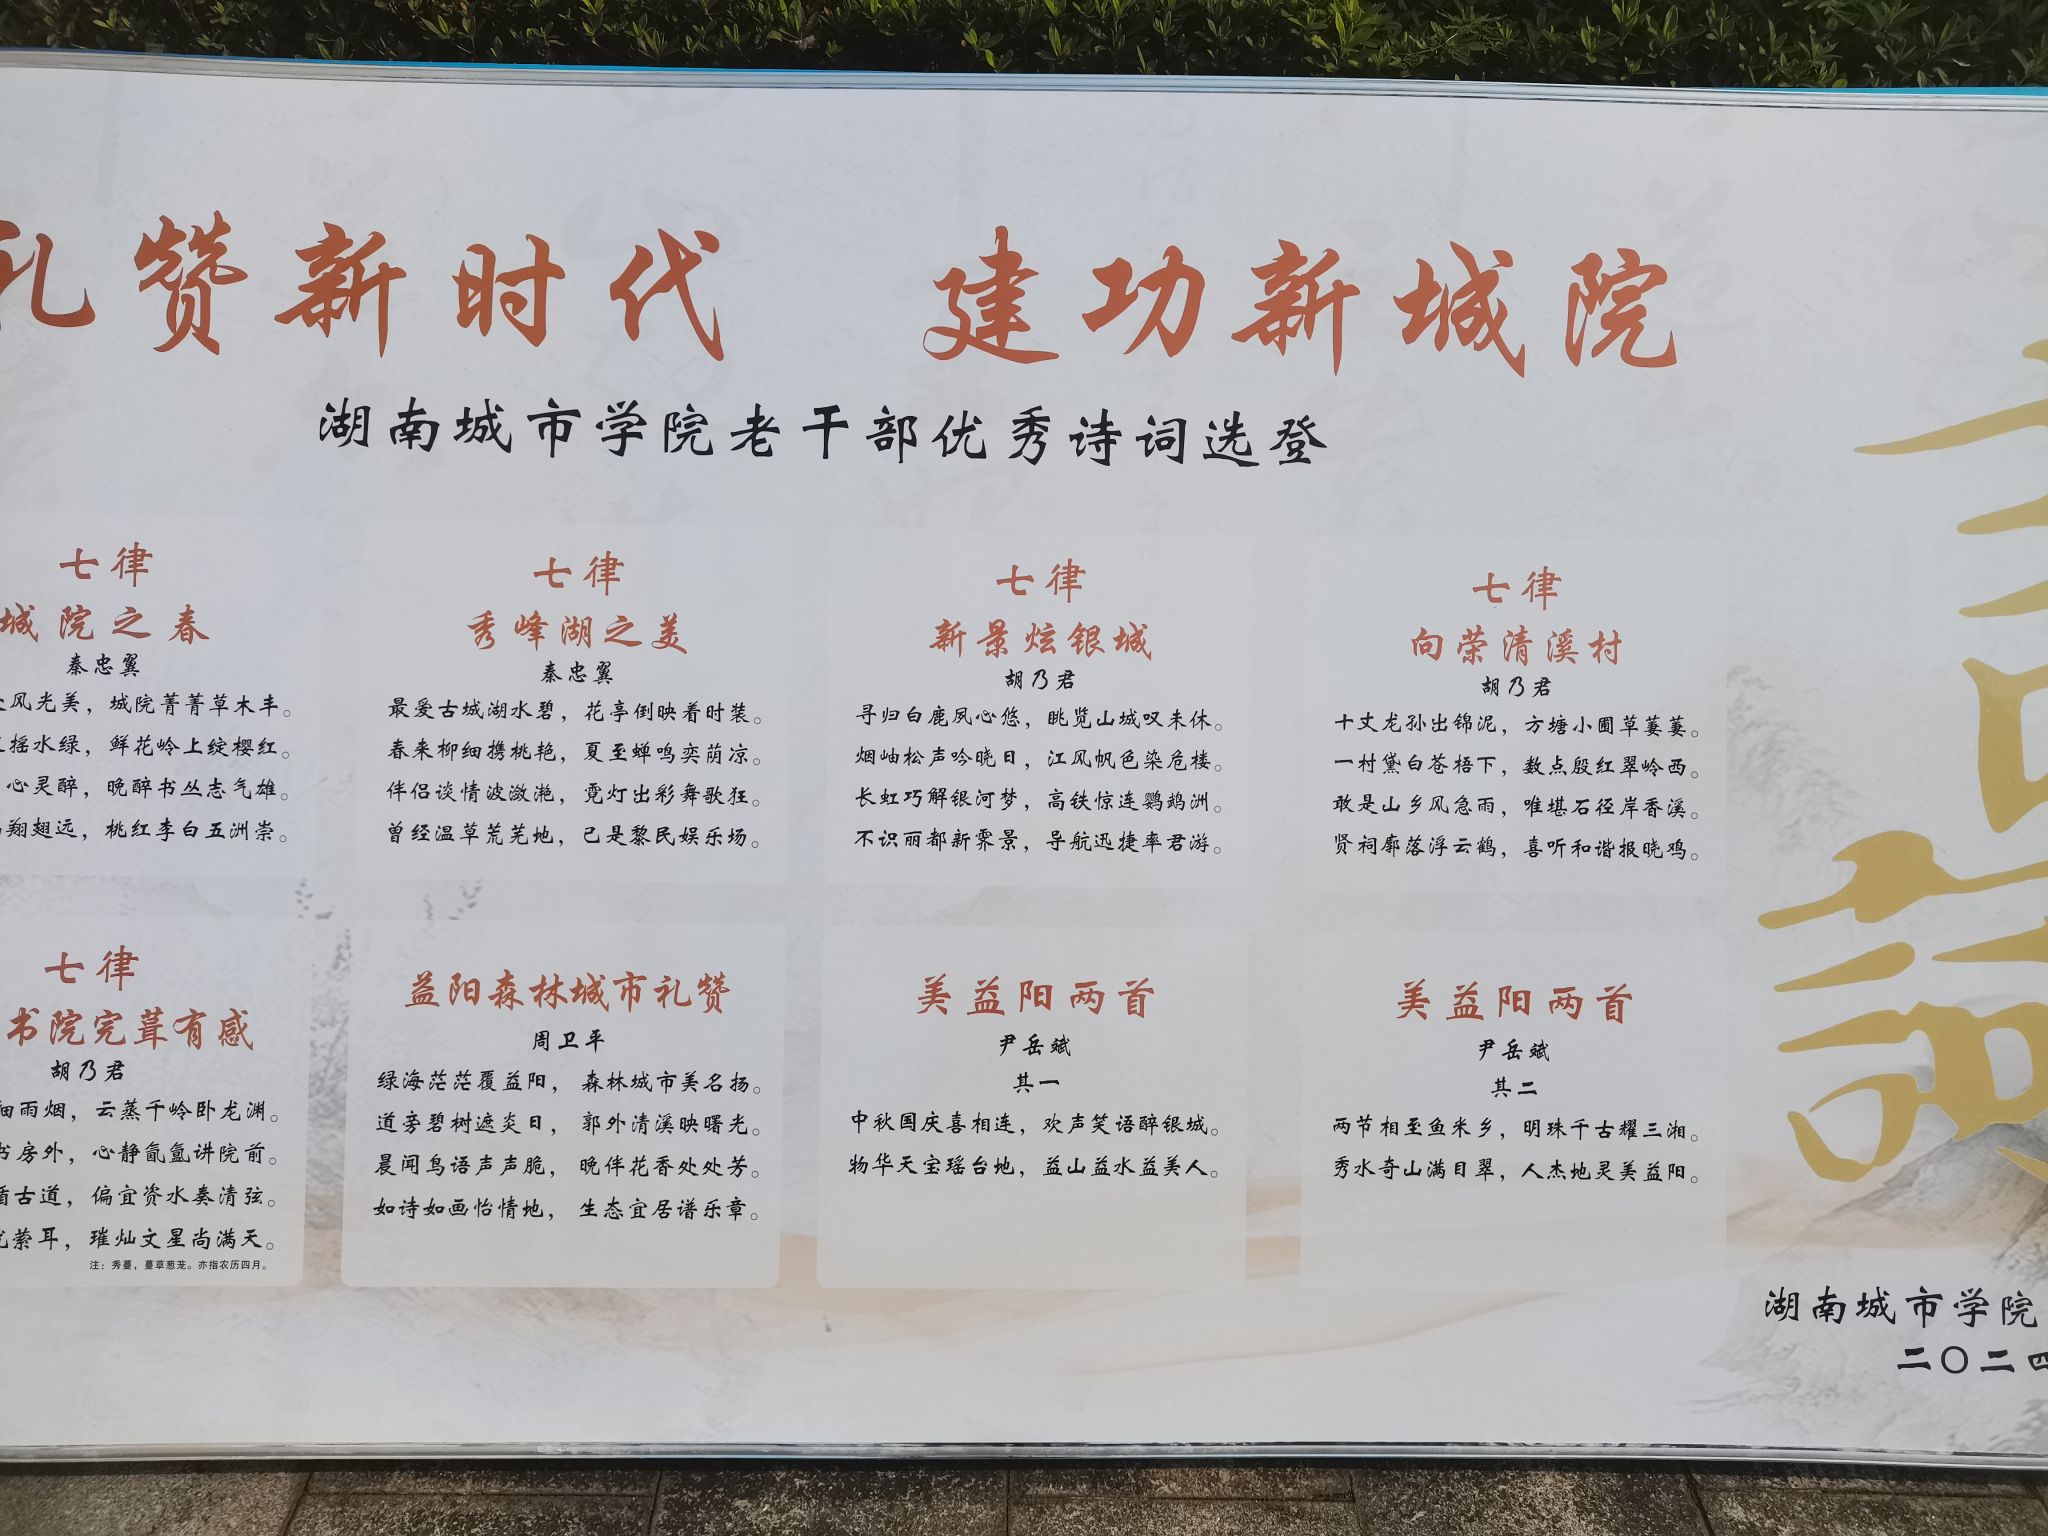 礼赞新时代 建功新城院
湖南城市学院老干部优秀诗词选登
七律
城院之春
秦忠翼
风光美，城院菁菁草木丰。
摇水绿，鲜花岭上绽樱红。
心灵醉，晚醉书丛志气雄。
翔翅远，桃红李白五洲崇。
七律
秀峰湖之美
秦忠翼
最爱古城湖水碧，花亭倒映着时装。
春来柳细携桃艳，夏至蝉鸣奕荫凉。
伴侣谈情波潋滟，霓灯出彩舞歌狂。
曾经湿草荒芜地，已是黎民娱乐场。
七律
新景炫银城
胡乃君
寻归白鹿夙心悠，眺览山城叹未休。
烟岫松声吟晓日，江风帆色染危楼。
长虹巧解银河梦，高铁惊连鹦鹉洲。
不识丽都新霁景，导航迅捷率君游。
七律
向荣清溪村
胡乃君
十丈龙孙出锦泥，方塘小圃草萋萋。
一村黛白苍梧下，数点殷红翠岭西。
敢是山乡风急雨，唯堪石径岸香溪。
贤祠廓落浮云鹤，喜听和谐报晓鸡。
七律
书院完葺有感
胡乃君
细雨烟，云蒸千岭卧龙渊。
书房外，心静氤氲讲院前。
循古道，偏宜资水奏清弦。
萦耳，璀灿文星尚满天。
注：秀蔓，蔓草葱茏。亦指农历四月。
益阳森林城市礼赞
周卫平
绿海茫茫覆益阳， 森林城市美名扬。
道旁碧树遮炎日， 郭外清溪映曙光。
晨闻鸟语声声脆， 晚伴花香处处芳。
如诗如画怡情地， 生态宜居谱乐章。
美益阳两首
尹岳斌
其一
中秋国庆喜相连，欢声笑语醉银城。
物华天宝瑶台地，益山益水益美人。
美益阳两首
尹岳斌
其二
两节相至鱼米乡，明珠千古耀三湘。
秀水奇山满目翠，人杰地灵美益阳。
湖南城市学院
二〇二四